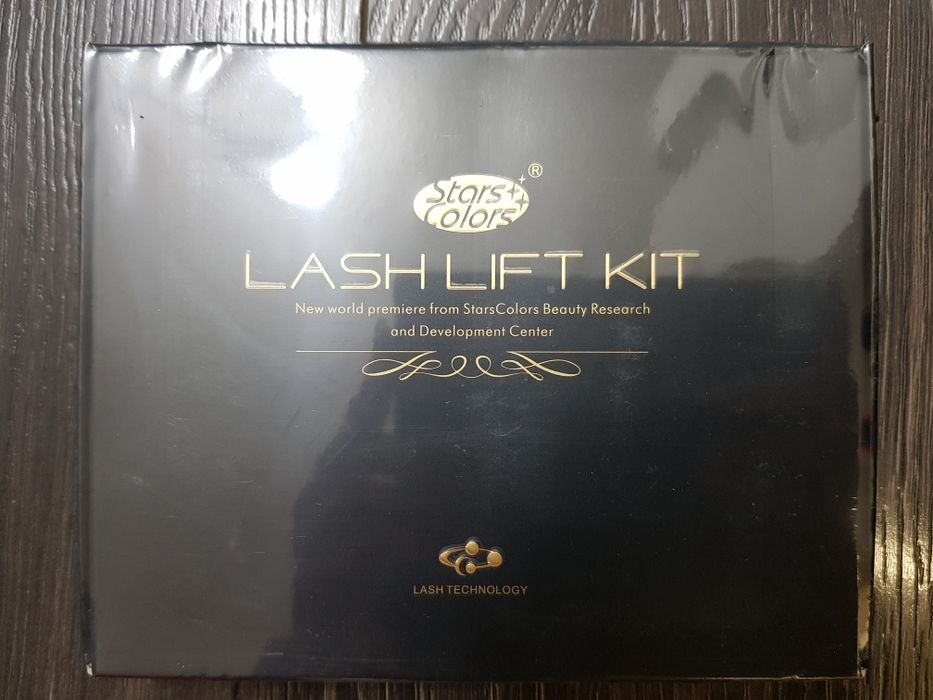 Stars
Colors
®
LASH LIFT KIT
New world premiere from StarsColors Beauty Research
and Development Center
LASH TECHNOLOGY